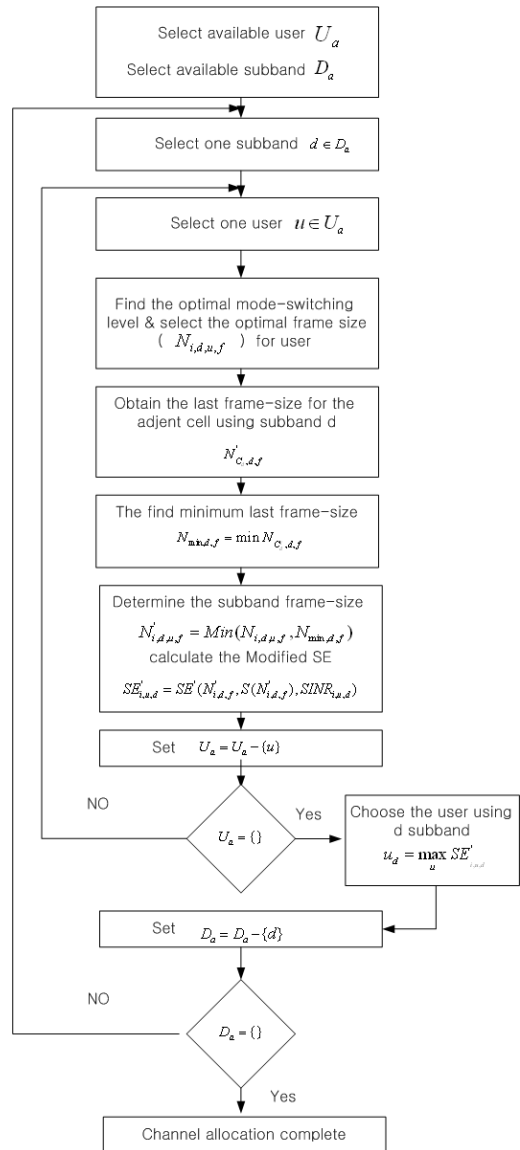 Select available user U_a
Select available subband D_a
Select one subband d ∈ D_a
Select one user u ∈ U_a
Find the optimal mode-switching
level & select the optimal frame size
( N_{i,d,u,f} ) for user
Obtain the last frame-size for the
adjent cell using subband d
N'_{C_i,d,f}
The find minimum last frame-size
N_{min,d,f} = min N_{C_i,d,f}
Determine the subband frame-size
N'_{i,d,u,f} = Min(N_{i,d,u,f}, N_{min,d,f})
calculate the Modified SE
SE'_{i,u,d} = SE'(N'_{i,d,f}, S(N'_{i,d,f}), SINR_{i,u,d})
Set U_a = U_a - {u}
NO
U_a = {}
Yes
Choose the user using
d subband
u_d = max_u SE'_{i,u,d}
Set D_a = D_a - {d}
NO
D_a = {}
Yes
Channel allocation complete